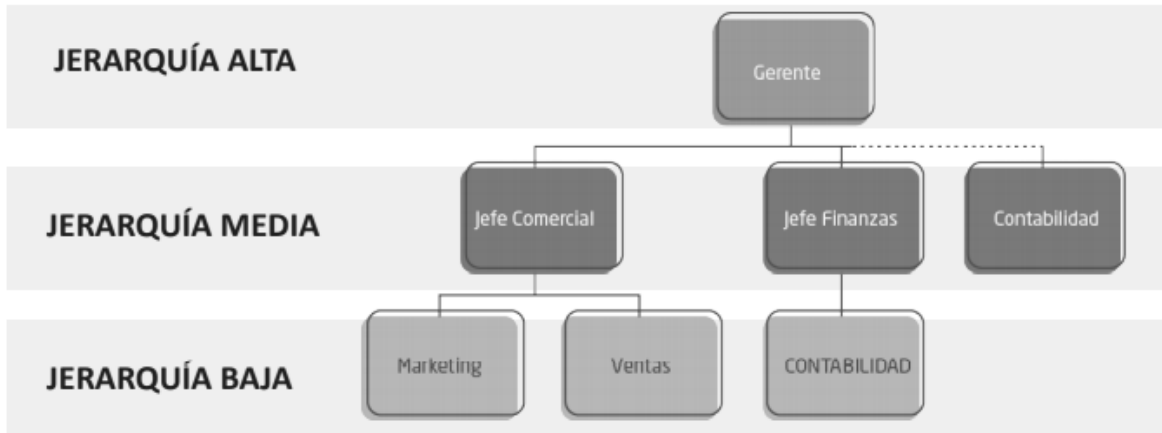 JERARQUÍA ALTA
Gerente
JERARQUÍA MEDIA
Jefe Comercial
Jefe Finanzas
Contabilidad
JERARQUÍA BAJA
Marketing
Ventas
CONTABILIDAD